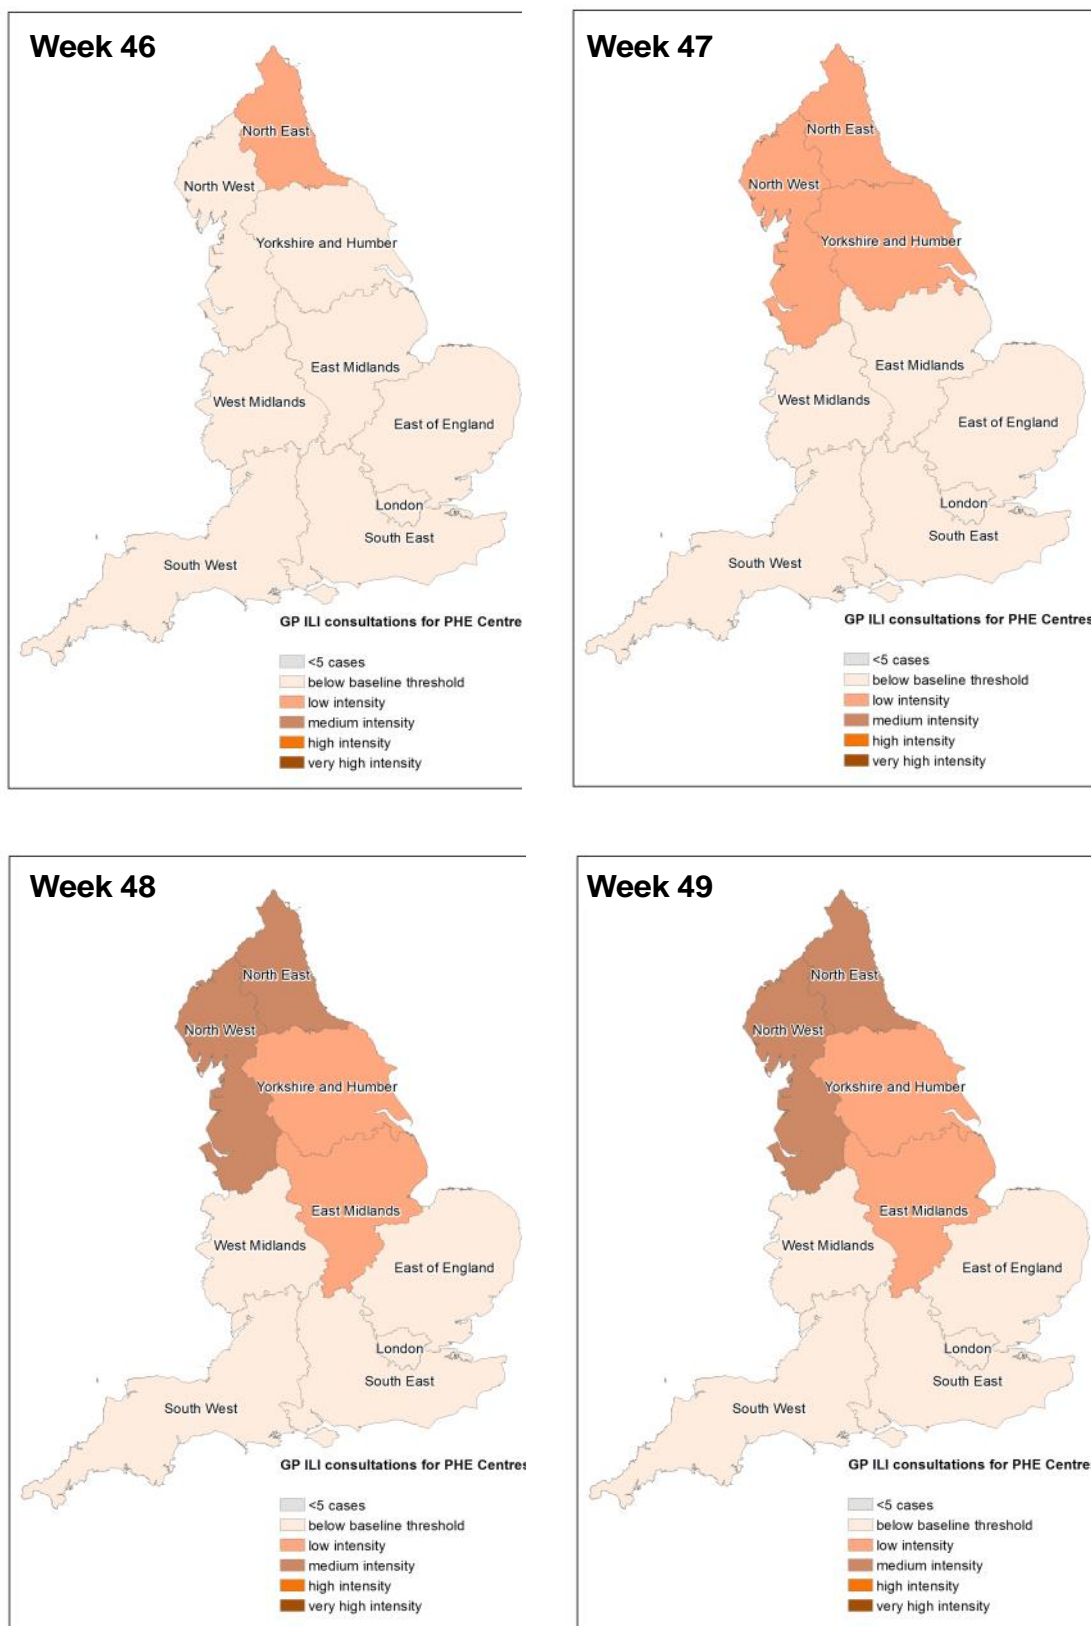 Week 46
North East
North West
Yorkshire and Humber
East Midlands
West Midlands
East of England
London
South East
South West
GP ILI consultations for PHE Centre
<5 cases
below baseline threshold
low intensity
medium intensity
high intensity
very high intensity
Week 47
North East
North West
Yorkshire and Humber
East Midlands
West Midlands
East of England
London
South East
South West
GP ILI consultations for PHE Centres
<5 cases
below baseline threshold
low intensity
medium intensity
high intensity
very high intensity
Week 48
North East
North West
Yorkshire and Humber
East Midlands
West Midlands
East of England
London
South East
South West
GP ILI consultations for PHE Centres
<5 cases
below baseline threshold
low intensity
medium intensity
high intensity
very high intensity
Week 49
North East
North West
Yorkshire and Humber
East Midlands
West Midlands
East of England
London
South East
South West
GP ILI consultations for PHE Centre
<5 cases
below baseline threshold
low intensity
medium intensity
high intensity
very high intensity